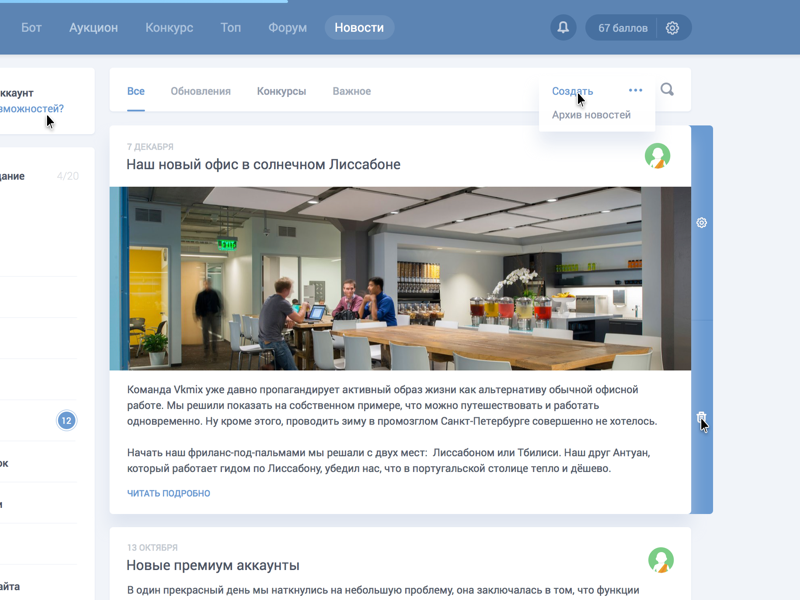 Бот Аукцион Конкурс Топ Форум Новости 67 баллов
ккаунт
зможностей?
дание 4/20
12
ок
и
айта
Все Обновления Конкурсы Важное
Создать
Архив новостей
7 ДЕКАБРЯ
Наш новый офис в солнечном Лиссабоне
EXIT
Команда Vkmix уже давно пропагандирует активный образ жизни как альтернативу обычной офисной
работе. Мы решили показать на собственном примере, что можно путешествовать и работать
одновременно. Ну кроме этого, проводить зиму в промозглом Санкт-Петербурге совершенно не хотелось.
Начать наш фриланс-под-пальмами мы решали с двух мест: Лиссабоном или Тбилиси. Наш друг Антуан,
который работает гидом по Лиссабону, убедил нас, что в португальской столице тепло и дёшево.
ЧИТАТЬ ПОДРОБНО
13 ОКТЯБРЯ
Новые премиум аккаунты
В один прекрасный день мы наткнулись на небольшую проблему, она заключалась в том, что функции